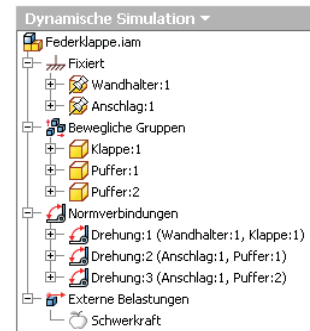 Dynamische Simulation
Federklappe.iam
Fixiert
Wandhalter:1
Anschlag:1
Bewegliche Gruppen
Klappe:1
Puffer:1
Puffer:2
Normverbindungen
Drehung:1 (Wandhalter:1, Klappe:1)
Drehung:2 (Anschlag:1, Puffer:1)
Drehung:3 (Anschlag:1, Puffer:2)
Externe Belastungen
Schwerkraft